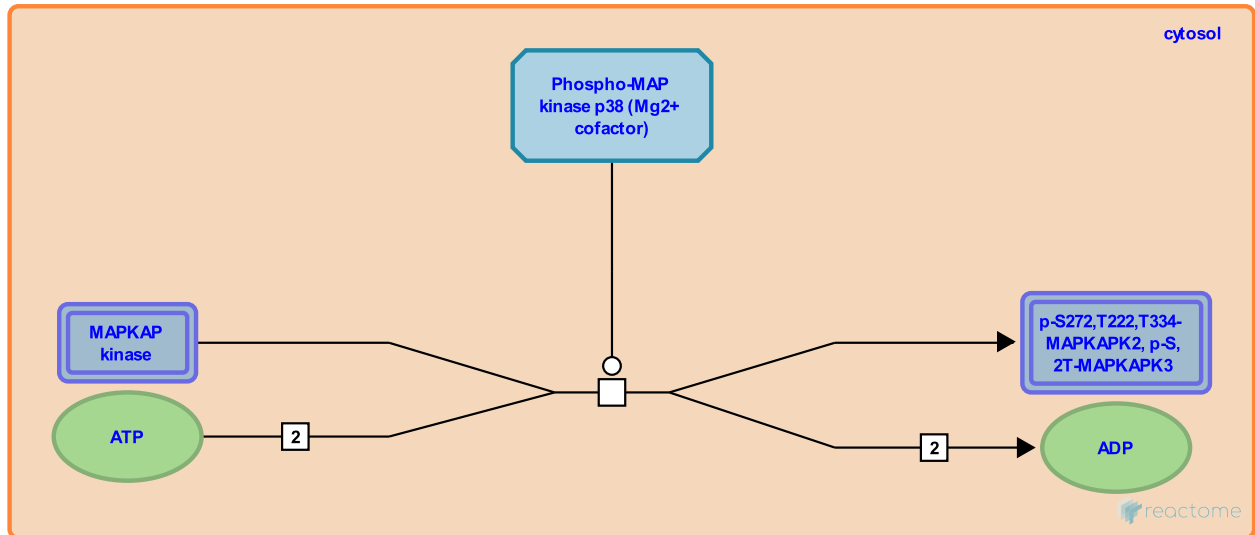 cytosol
Phospho-MAP
kinase p38 (Mg2+
cofactor)
MAPKAP
kinase
ATP
2
p-S272,T222,T334-
MAPKAPK2, p-S,
2T-MAPKAPK3
2
ADP
reactome